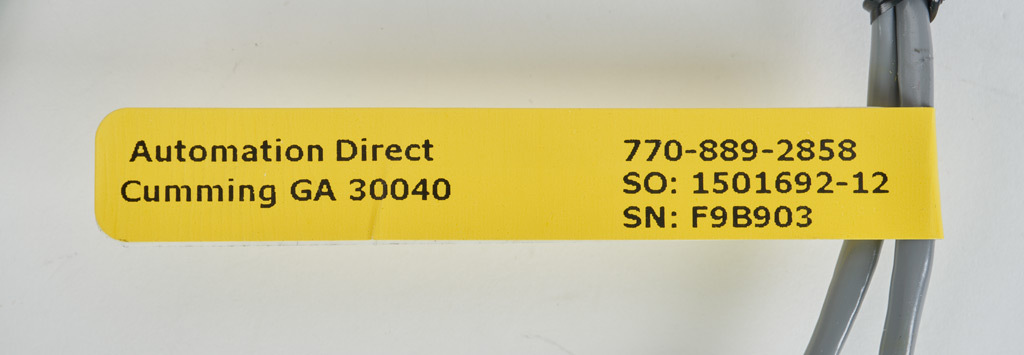 Automation Direct
Cumming GA 30040
770-889-2858
SO: 1501692-12
SN: F9B903